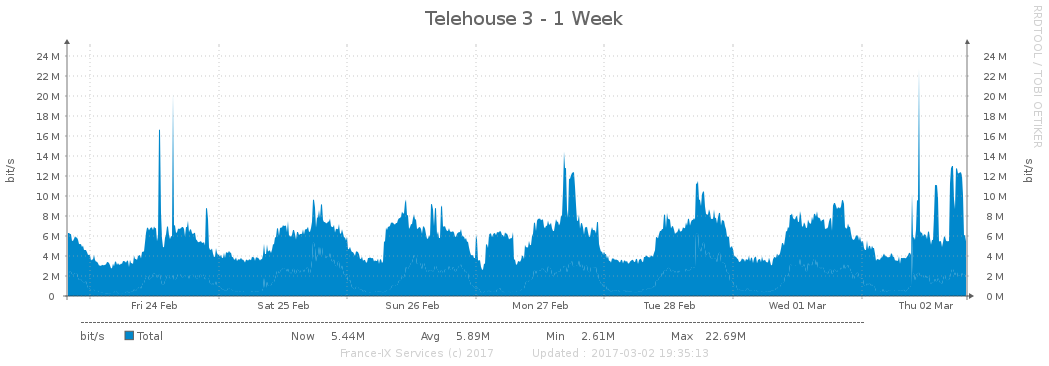 Telehouse 3 - 1 Week
RRDTOOL / TOBI OETIKER
bit/s
24 M 24 M
22 M 22 M
20 M 20 M
18 M 18 M
16 M 16 M
14 M 14 M
12 M 12 M
10 M 10 M
8 M 8 M
6 M 6 M
4 M 4 M
2 M 2 M
0 0 M
bit/s
Fri 24 Feb Sat 25 Feb Sun 26 Feb Mon 27 Feb Tue 28 Feb Wed 01 Mar Thu 02 Mar
bit/s Total Now 5.44M Avg 5.89M Min 2.61M Max 22.69M
France-IX Services (c) 2017 Updated : 2017-03-02 19:35:13